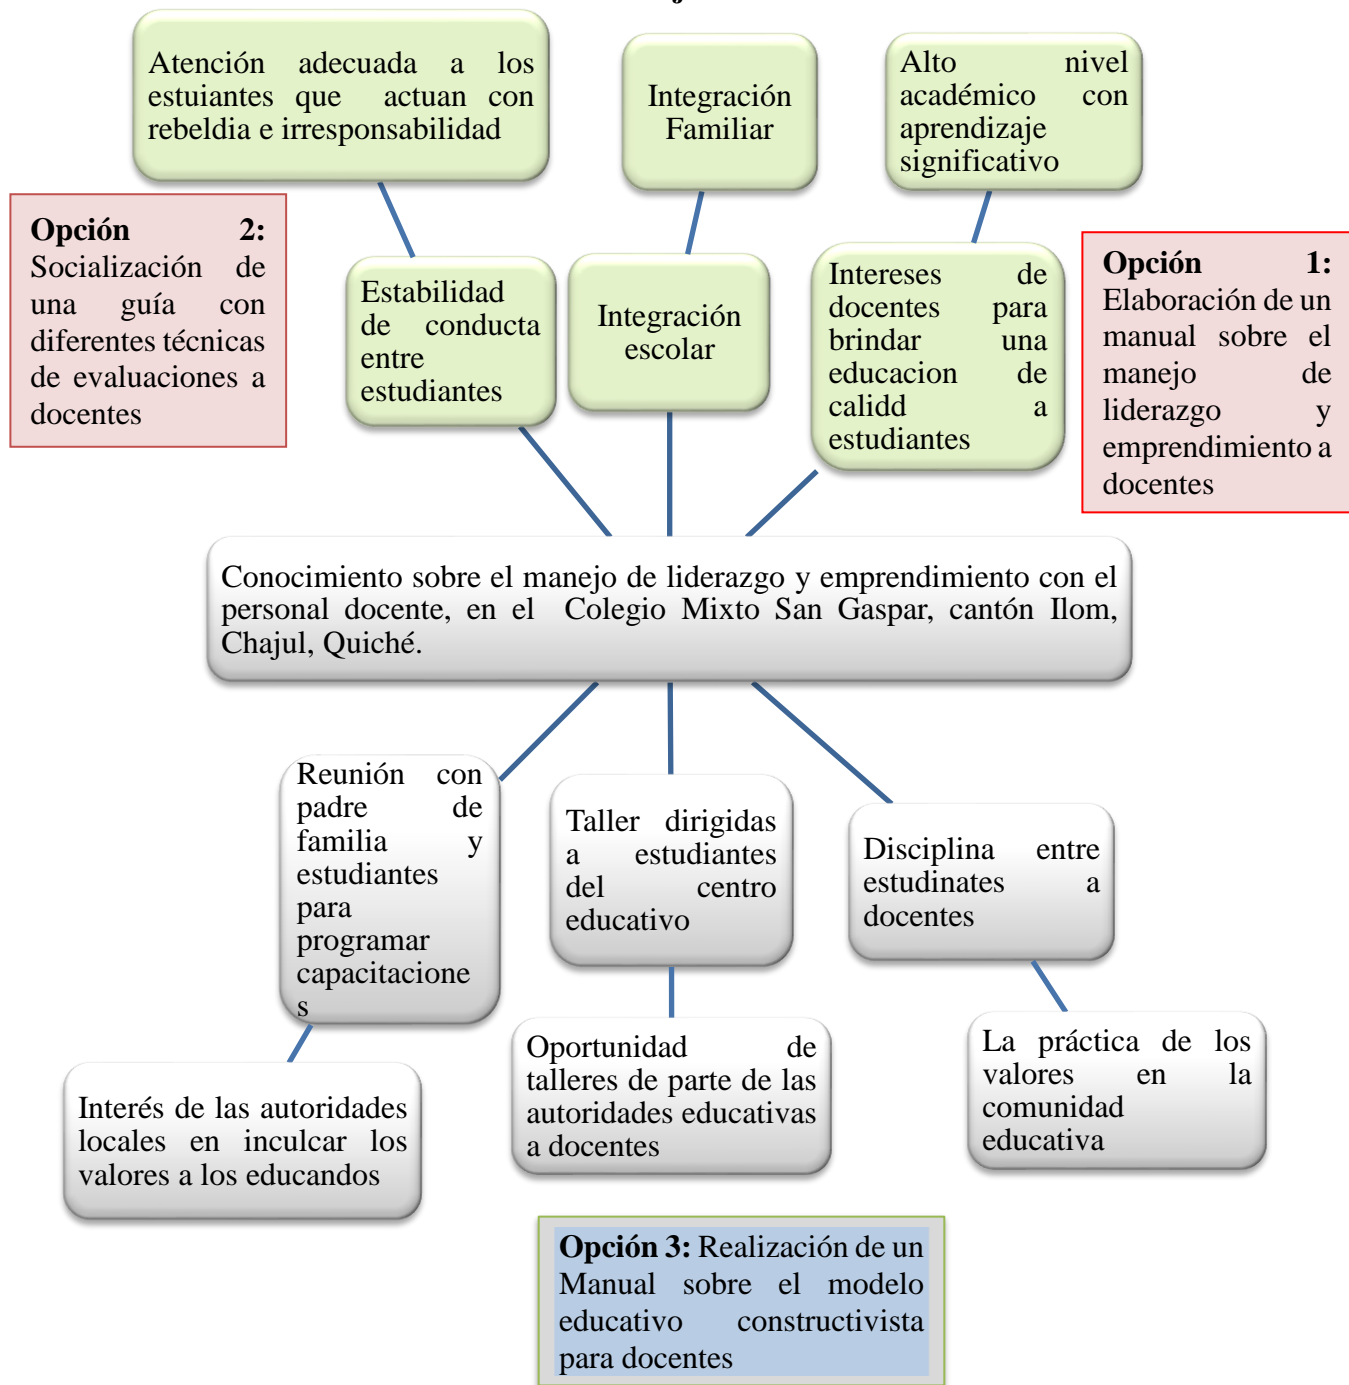 Atención adecuada a los
estuiantes que actuan con
rebeldia e irresponsabilidad
Integración
Familiar
Alto nivel
académico con
aprendizaje
significativo
Opción 2:
Socialización de
una guía con
diferentes técnicas
de evaluaciones a
docentes
Estabilidad
de conducta
entre
estudiantes
Integración
escolar
Intereses de
docentes para
brindar una
educacion de
calidd a
estudiantes
Opción 1:
Elaboración de un
manual sobre el
manejo de
liderazgo y
emprendimiento a
docentes
Conocimiento sobre el manejo de liderazgo y emprendimiento con el
personal docente, en el Colegio Mixto San Gaspar, cantón Ilom,
Chajul, Quiché.
Reunión con
padre de
familia y
estudiantes
para
programar
capacitacione
s
Taller dirigidas
a estudiantes
del centro
educativo
Disciplina entre
estudinates a
docentes
Interés de las autoridades
locales en inculcar los
valores a los educandos
Oportunidad de
talleres de parte de las
autoridades educativas
a docentes
La práctica de los
valores en la
comunidad
educativa
Opción 3: Realización de un
Manual sobre el modelo
educativo constructivista
para docentes